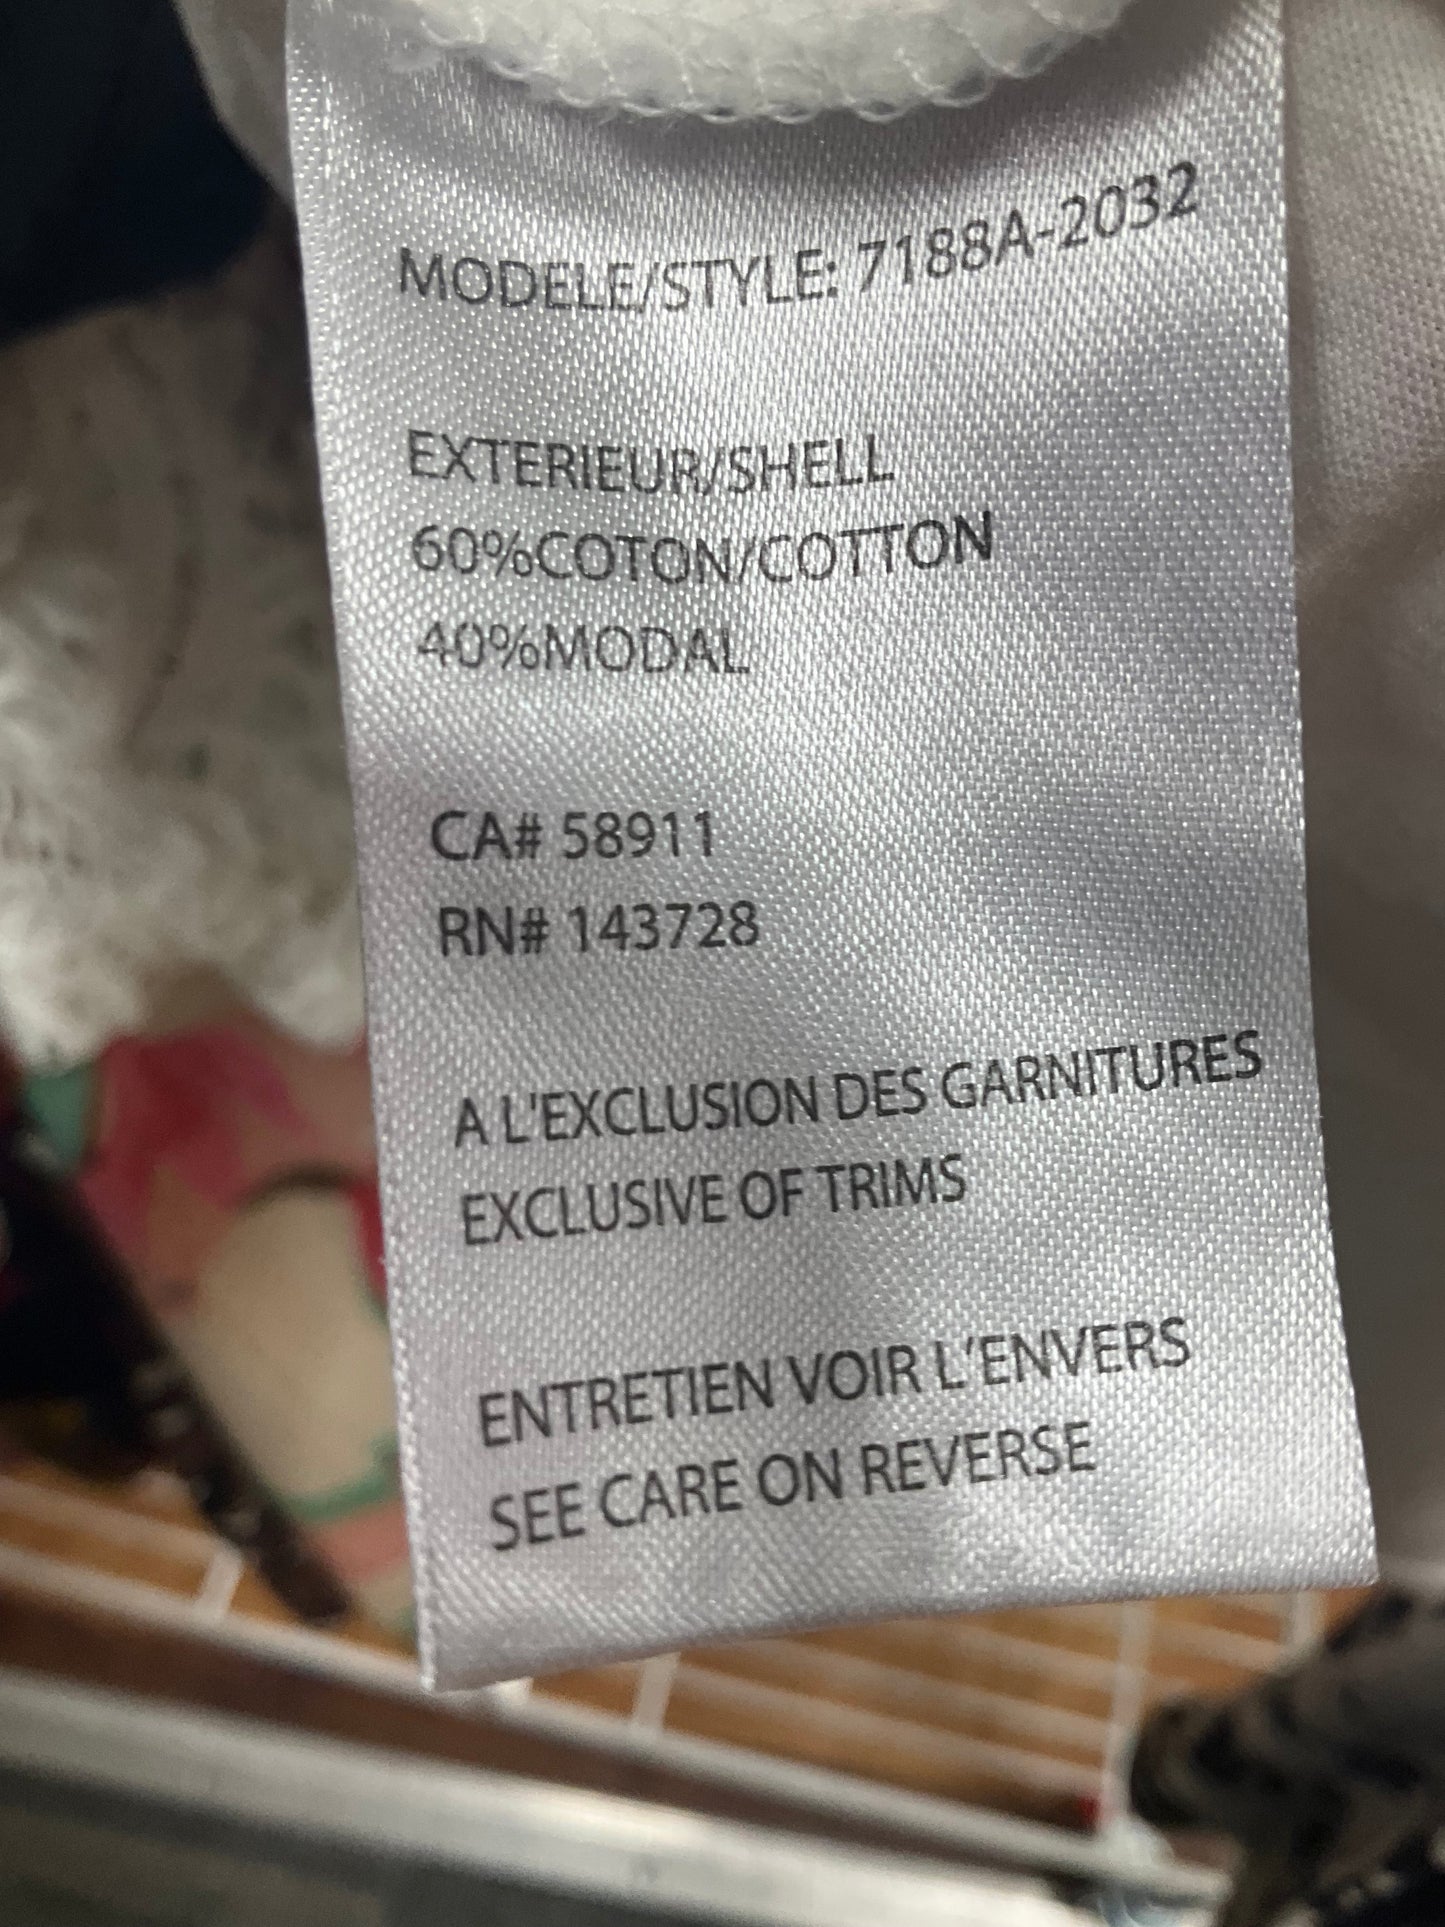 MODELE/STYLE: 7188A-2032
EXTERIEUR/SHELL
60%COTON/COTTON
40%MODAL
CA# 58911
RN# 143728
A L'EXCLUSION DES GARNITURES
EXCLUSIVE OF TRIMS
ENTRETIEN VOIR L'ENVERS
SEE CARE ON REVERSE